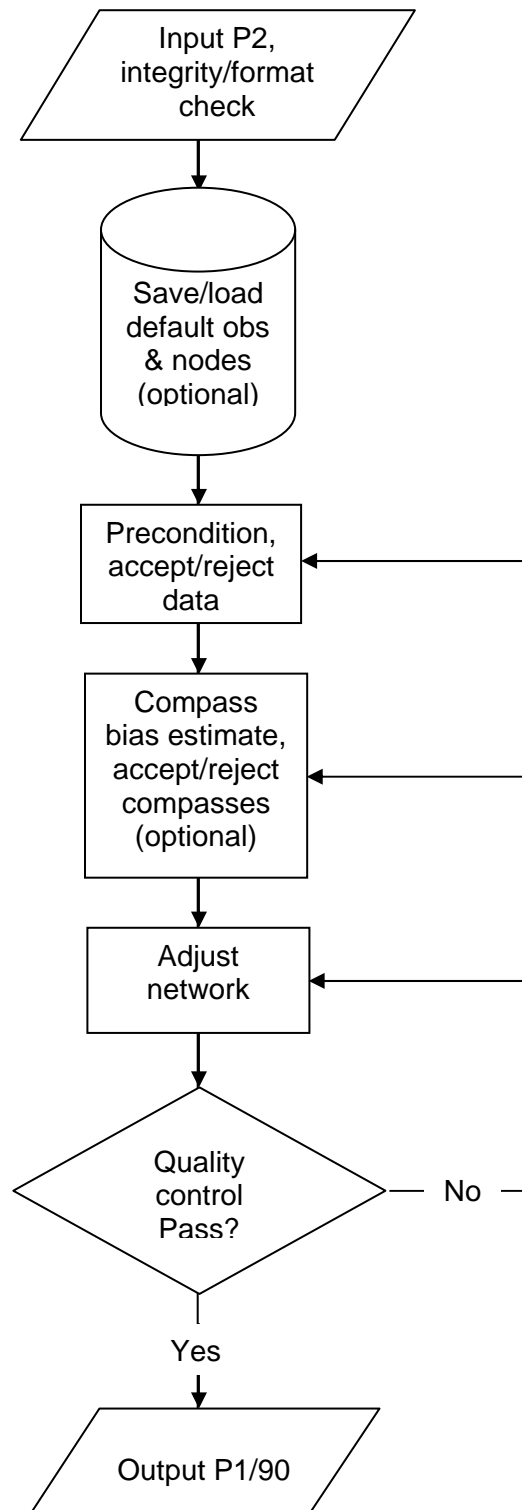 Input P2,
integrity/format
check
Save/load
default obs
& nodes
(optional)
Precondition,
accept/reject
data
Compass
bias estimate,
accept/reject
compasses
(optional)
Adjust
network
Quality
control
Pass?
No
Yes
Output P1/90